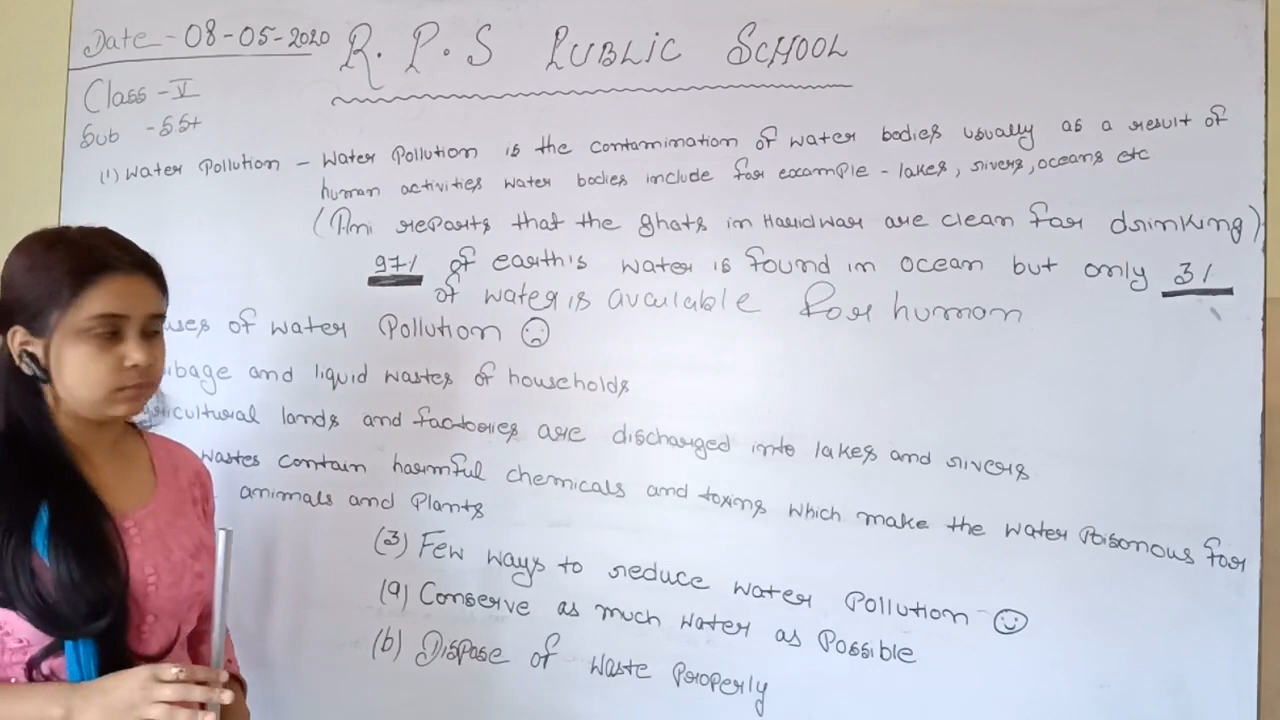 Date - 08-05-2020
R. P. S PUBLIC SCHOOL
Class - V
Sub - S.St
(1) Water Pollution - Water Pollution is the contamination of water bodies usually as a result of
human activities water bodies include for example - lakes, rivers, oceans etc
reports that the ghats in Haridwar are clean for drinking)
97% of earth's water is found in ocean but only 3%
of water is available for human
of water Pollution ☹
and liquid wastes of households
lands and factories are discharged into lakes and rivers
wastes contain harmful chemicals and toxins which make the water Poisonous for
animals and Plants
(3) Few ways to reduce water Pollution ☺
(a) Conserve as much water as Possible
(b) Dispose of waste Properly